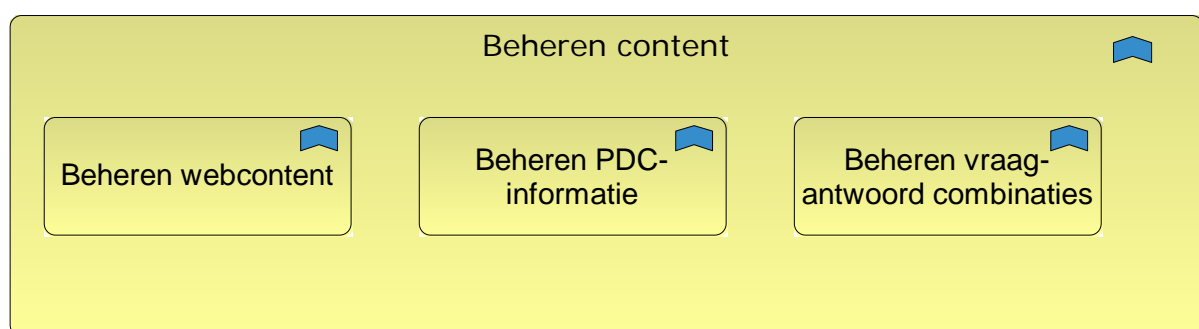 Beheren content
Beheren webcontent
Beheren PDC-
informatie
Beheren vraag-
antwoord combinaties